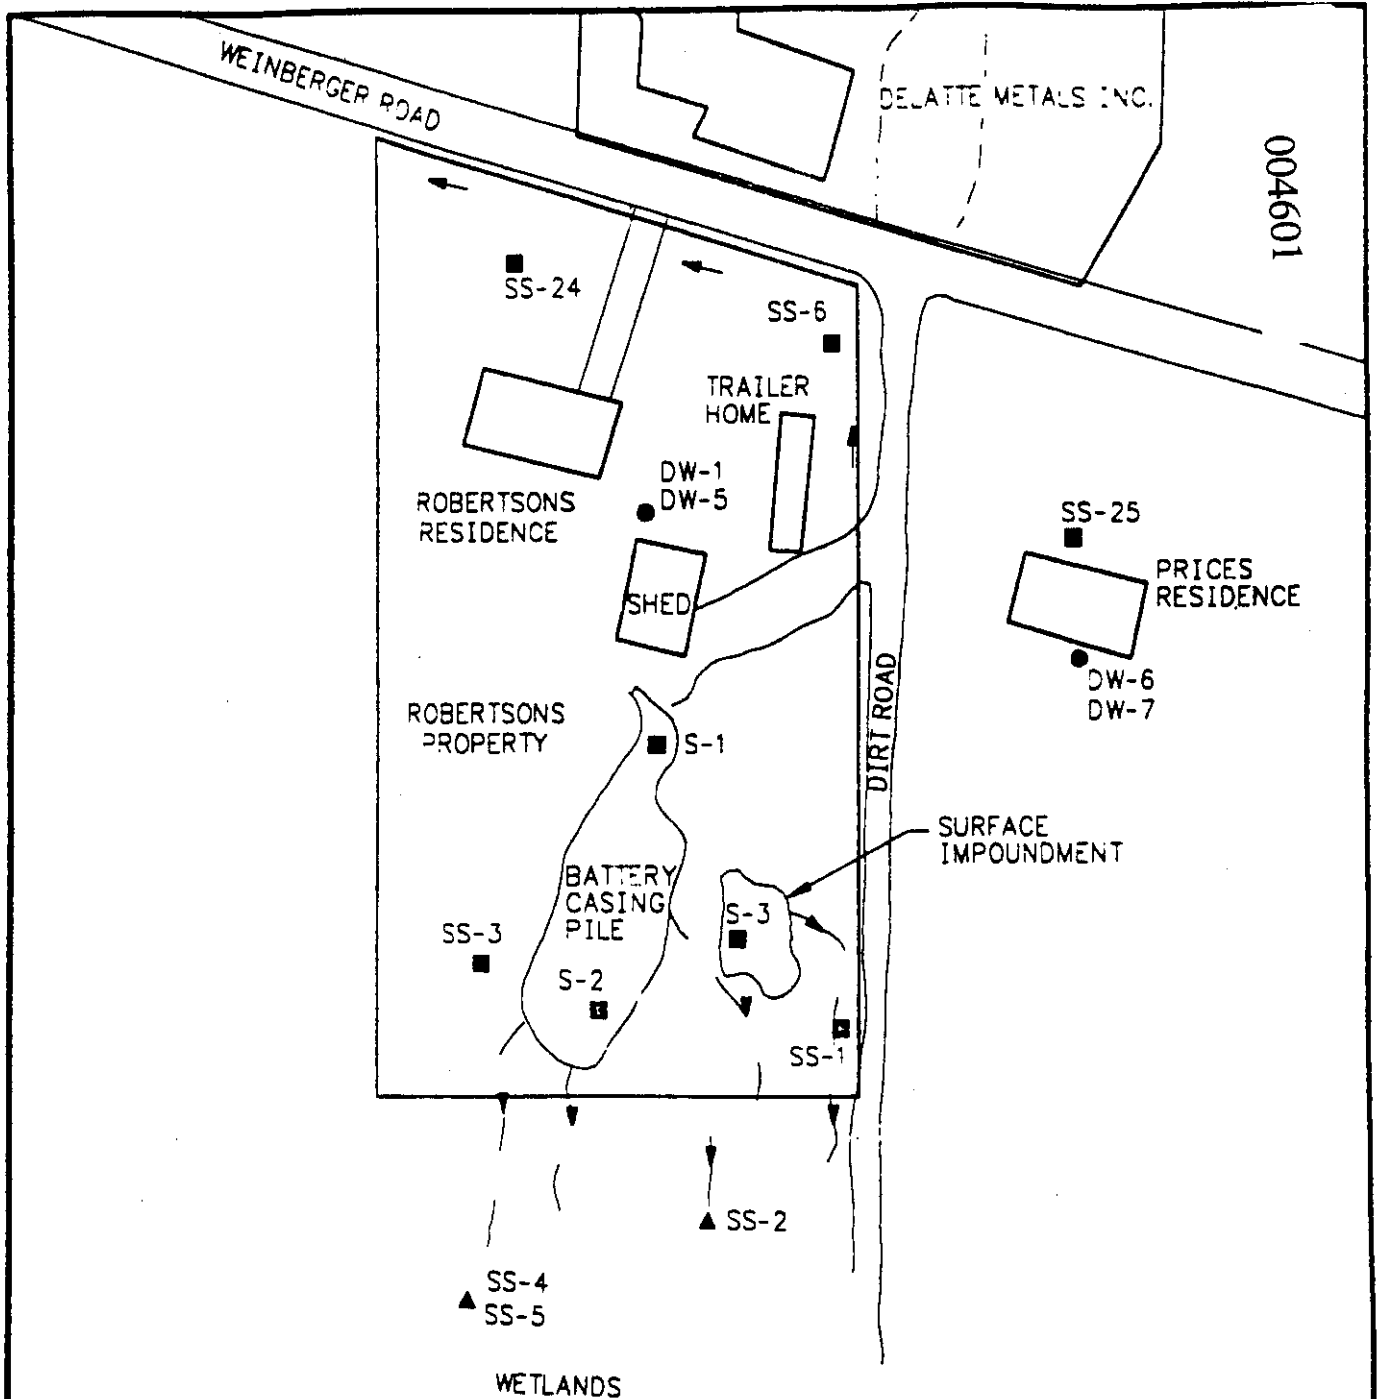 WEINBERGER ROAD
DELATTE METALS INC.
004601
SS-24
SS-6
TRAILER
HOME
DW-1
DW-5
ROBERTSONS
RESIDENCE
SS-25
PRICES
RESIDENCE
SHED
DW-6
DW-7
DIRT ROAD
ROBERTSONS
PROPERTY
S-1
SURFACE
IMPOUNDMENT
BATTERY
CASING
PILE
S-3
SS-3
S-2
SS-1
SS-2
SS-4
SS-5
WETLANDS